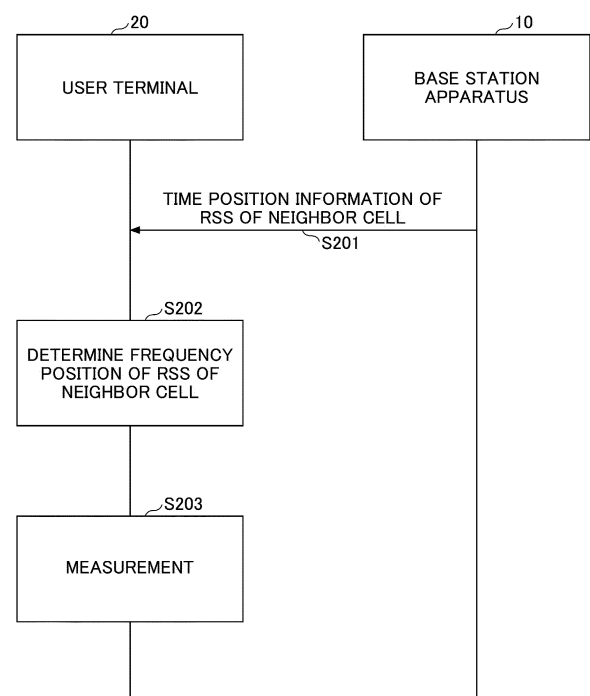 20
10
USER TERMINAL
BASE STATION
APPARATUS
TIME POSITION INFORMATION OF
RSS OF NEIGHBOR CELL
S201
S202
DETERMINE FREQUENCY
POSITION OF RSS OF
NEIGHBOR CELL
S203
MEASUREMENT